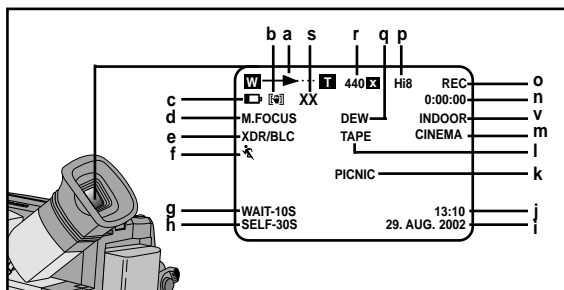 b a s r q p
W T 440 X Hi8 REC o
c XX 0:00:00 n
d M.FOCUS DEW INDOOR v
e XDR/BLC TAPE CINEMA m
f l
PICNIC k
g WAIT-10S 13:10 j
h SELF-30S 29. AUG. 2002 i